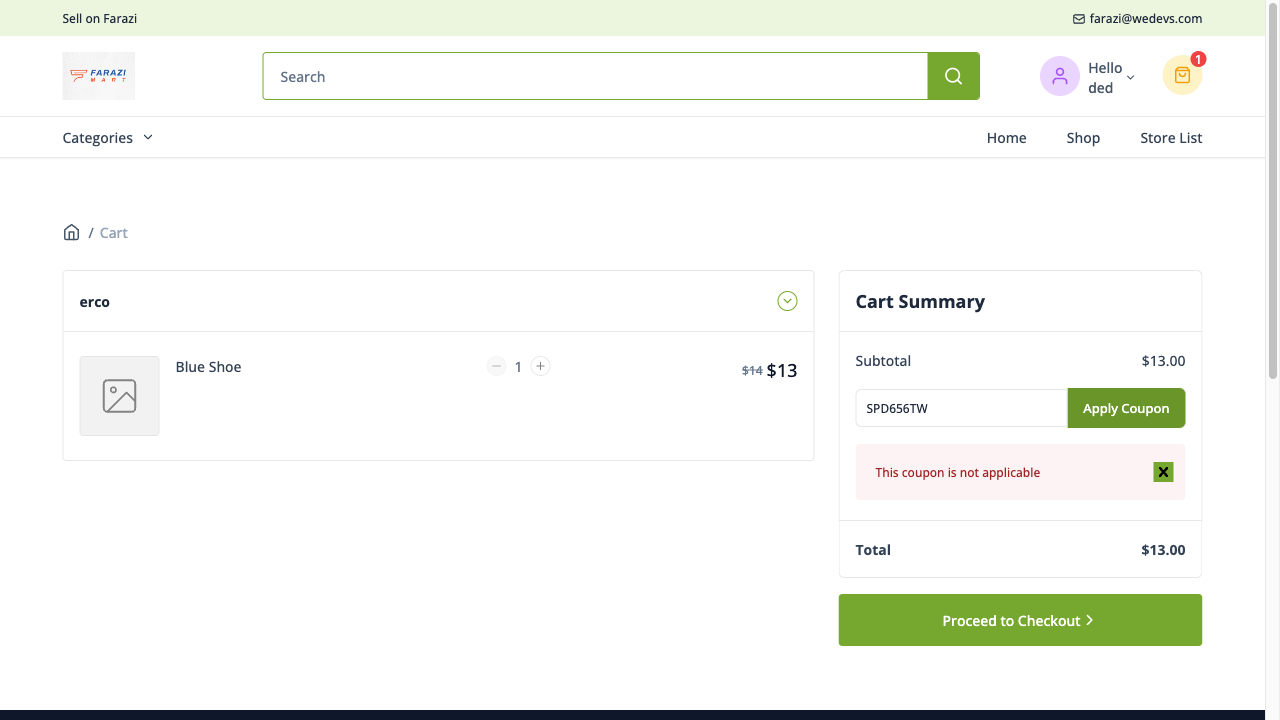 Sell on Farazi
farazi@wedevs.com
FARAZI
MART
Search
Hello
ded
1
Categories
Home
Shop
Store List
/ Cart
erco
Blue Shoe
1
$14 $13
Cart Summary
Subtotal
$13.00
SPD656TW
Apply Coupon
This coupon is not applicable
X
Total
$13.00
Proceed to Checkout